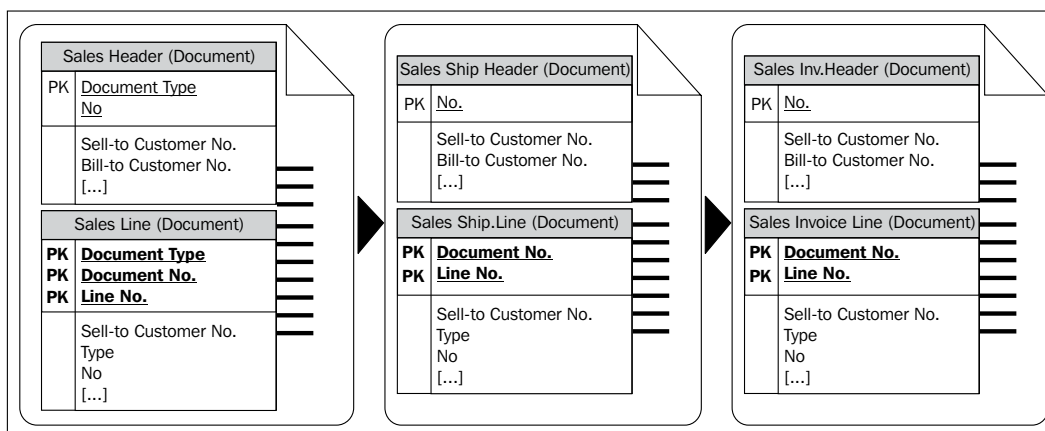 Sales Header (Document)
PK Document Type
No
Sell-to Customer No.
Bill-to Customer No.
[...]
Sales Line (Document)
PK Document Type
PK Document No.
PK Line No.
Sell-to Customer No.
Type
No
[...]
Sales Ship Header (Document)
PK No.
Sell-to Customer No.
Bill-to Customer No.
[...]
Sales Ship.Line (Document)
PK Document No.
PK Line No.
Sell-to Customer No.
Type
No
[...]
Sales Inv.Header (Document)
PK No.
Sell-to Customer No.
Bill-to Customer No.
[...]
Sales Invoice Line (Document)
PK Document No.
PK Line No.
Sell-to Customer No.
Type
No
[...]